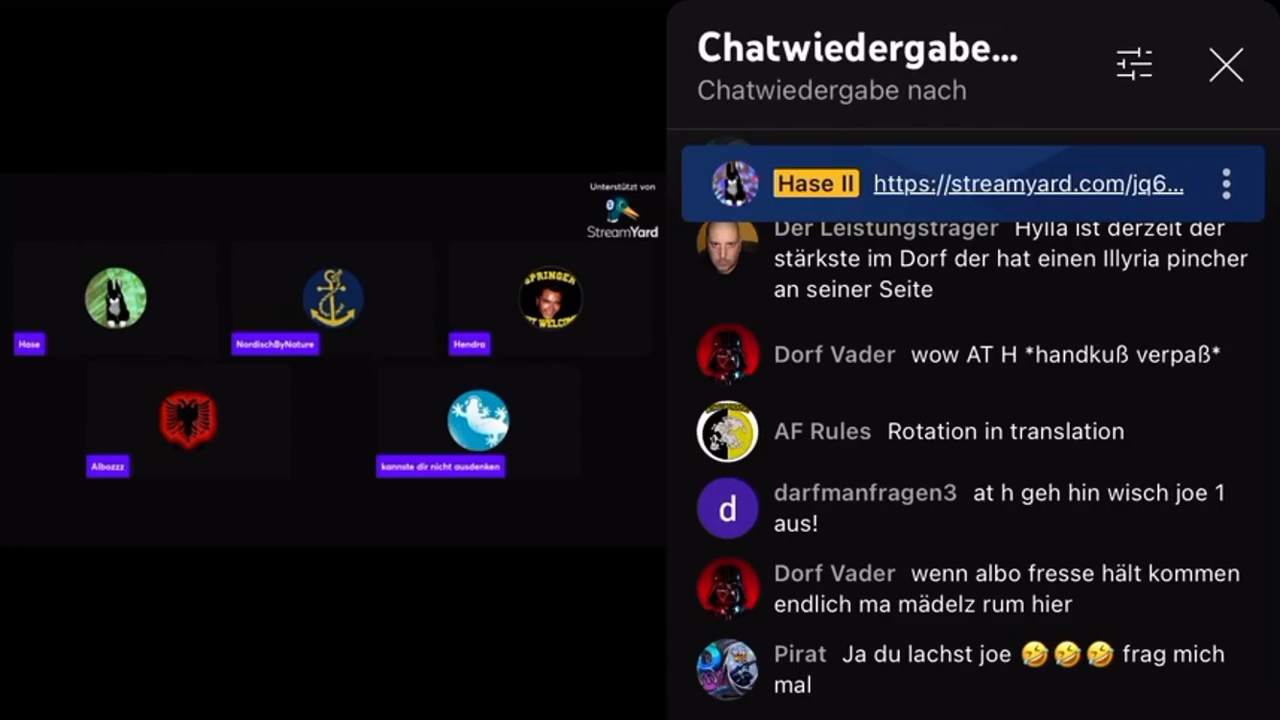 Unterstützt von
StreamYard
Hase
NordischByNature
SPRINGER
Hendra
Albozzz
kannste dir nicht ausdenken
Chatwiedergabe...
Chatwiedergabe nach
Hase II https://streamyard.com/jq6...
Der Leistungsträger Hylla ist derzeit der
stärkste im Dorf der hat einen Illyria pincher
an seiner Seite
Dorf Vader wow AT H *handkuß verpaß*
AF Rules Rotation in translation
d
darfmanfragen3 at h geh hin wisch joe 1
aus!
Dorf Vader wenn albo fresse hält kommen
endlich ma mädelz rum hier
Pirat Ja du lachst joe 🤣🤣🤣 frag mich
mal